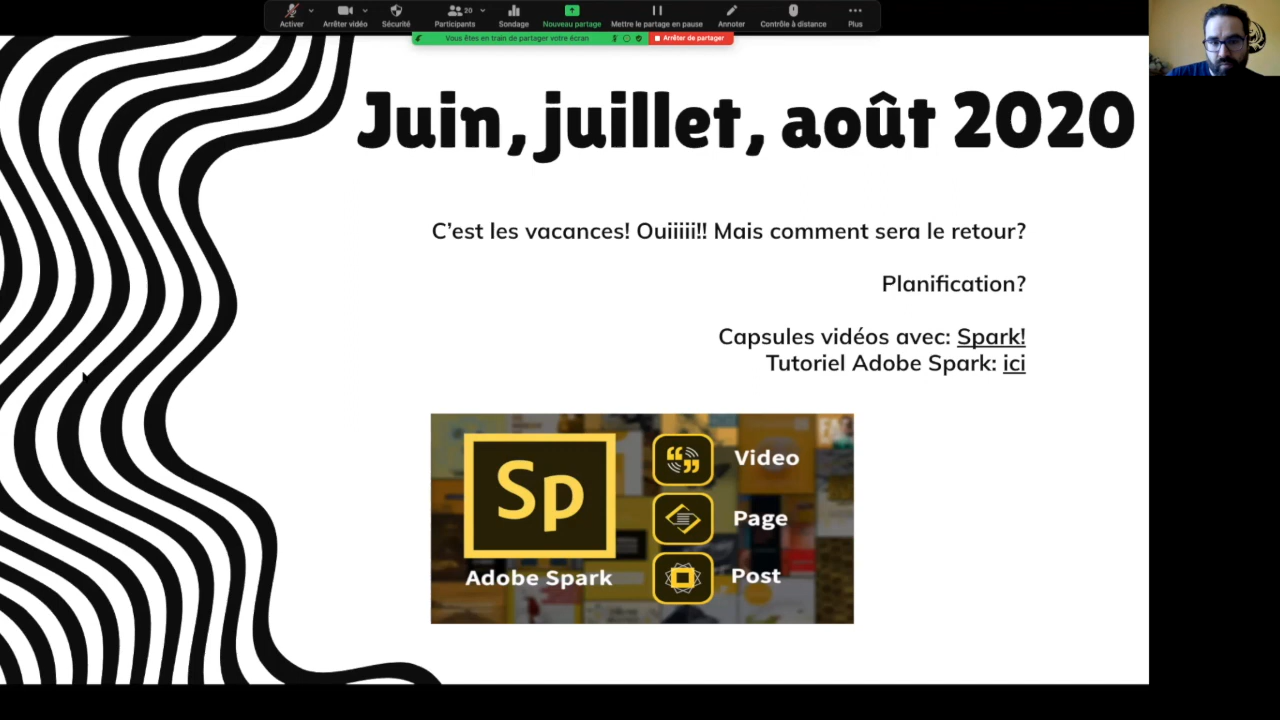 Activer
Arrêter vidéo
Sécurité
Participants
20
Sondage
Nouveau partage
Mettre le partage en pause
Annoter
Contrôle à distance
Plus
Vous êtes en train de partager votre écran
Arrêter de partager
Juin, juillet, août 2020
C'est les vacances! Ouiiiii!! Mais comment sera le retour?
Planification?
Capsules vidéos avec: Spark!
Tutoriel Adobe Spark: ici
Sp
Adobe Spark
Video
Page
Post